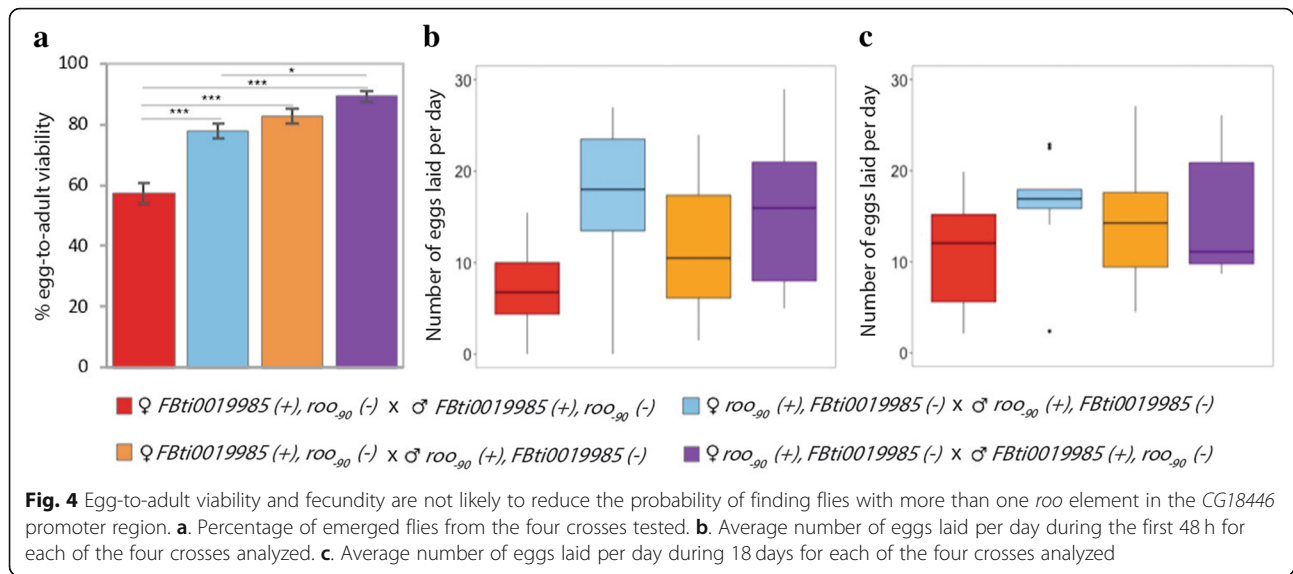 a
b
c
100
80
60
40
20
0
% egg-to-adult viability
*
***
***
***
30
20
10
0
Number of eggs laid per day
30
20
10
0
Number of eggs laid per day
♀ FBti0019985 (+), roo-90 (-) x ♂ FBti0019985 (+), roo-90 (-)
♀ roo-90 (+), FBti0019985 (-) x ♂ roo-90 (+), FBti0019985 (-)
♀ FBti0019985 (+), roo-90 (-) x ♂ roo-90 (+), FBti0019985 (-)
♀ roo-90 (+), FBti0019985 (-) x ♂ FBti0019985 (+), roo-90 (-)
Fig. 4 Egg-to-adult viability and fecundity are not likely to reduce the probability of finding flies with more than one roo element in the CG18446
promoter region. a. Percentage of emerged flies from the four crosses tested. b. Average number of eggs laid per day during the first 48 h for
each of the four crosses analyzed. c. Average number of eggs laid per day during 18 days for each of the four crosses analyzed